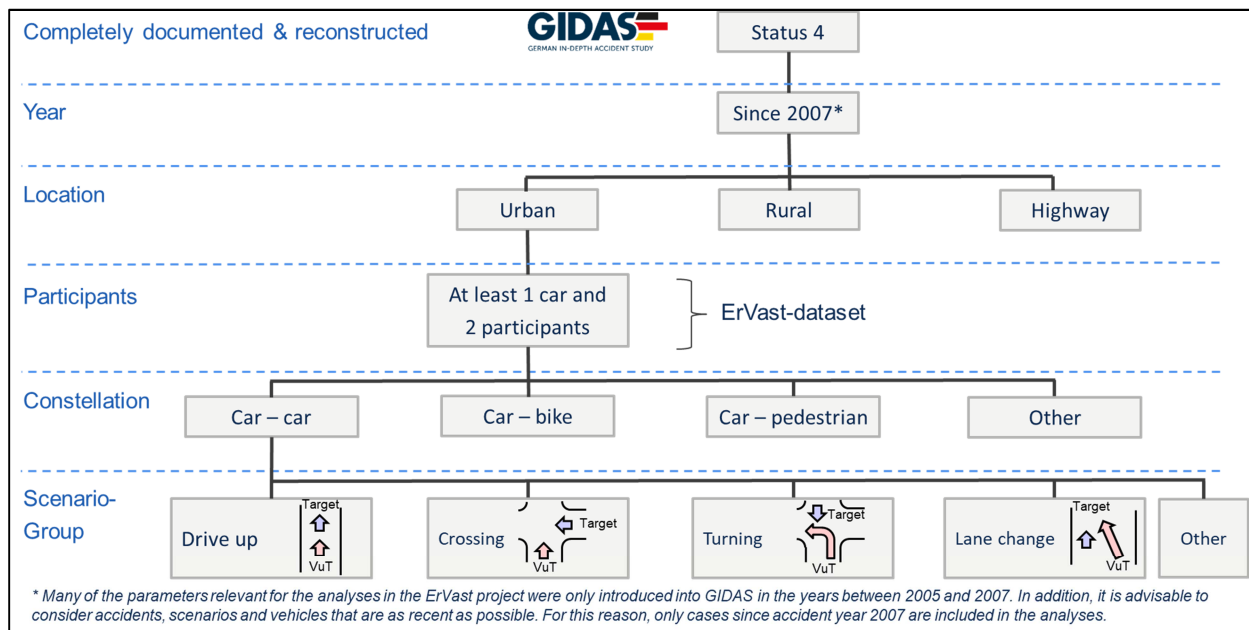 Completely documented & reconstructed
GIDAS
GERMAN IN-DEPTH ACCIDENT STUDY
Status 4
Year
Since 2007*
Location
Urban
Rural
Highway
Participants
At least 1 car and
2 participants
ErVast-dataset
Constellation
Car – car
Car – bike
Car – pedestrian
Other
Scenario-
Group
Drive up
Target
VuT
Crossing
Target
VuT
Turning
Target
VuT
Lane change
Target
VuT
Other
* Many of the parameters relevant for the analyses in the ErVast project were only introduced into GIDAS in the years between 2005 and 2007. In addition, it is advisable to
consider accidents, scenarios and vehicles that are as recent as possible. For this reason, only cases since accident year 2007 are included in the analyses.